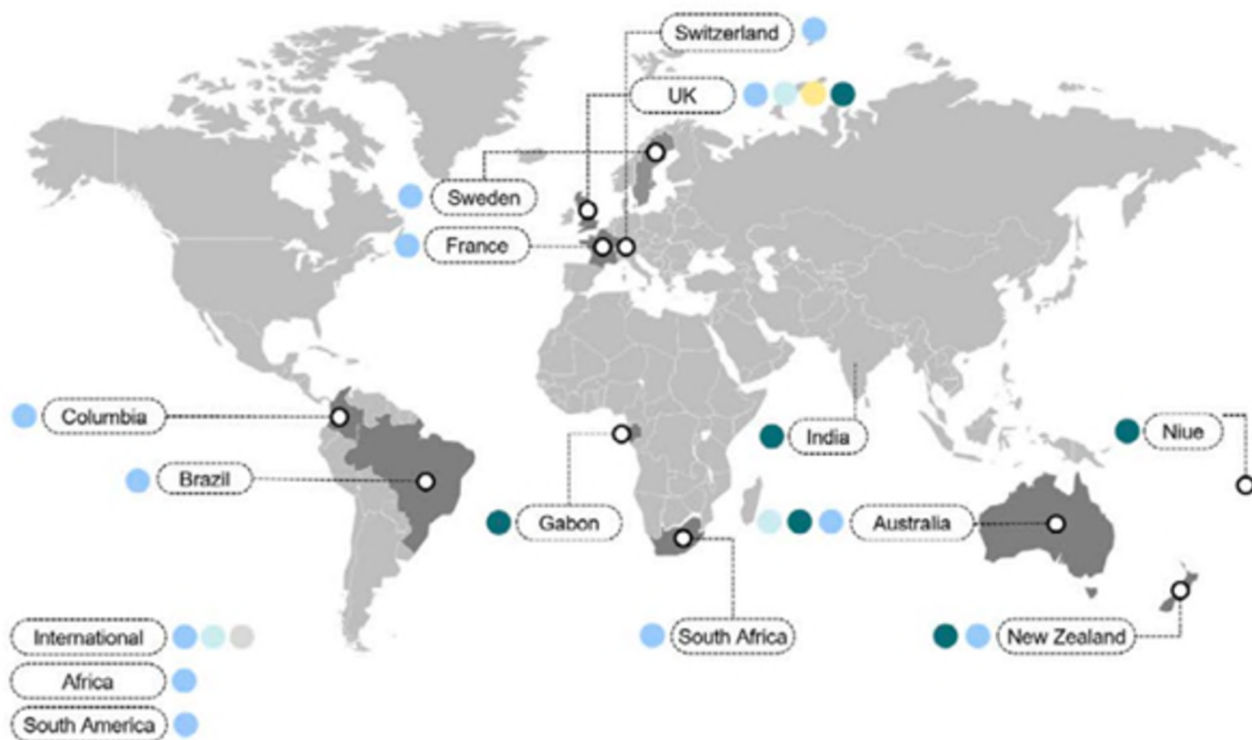 Switzerland
UK
Sweden
France
Columbia
India
Niue
Brazil
Gabon
Australia
International
South Africa
New Zealand
Africa
South America